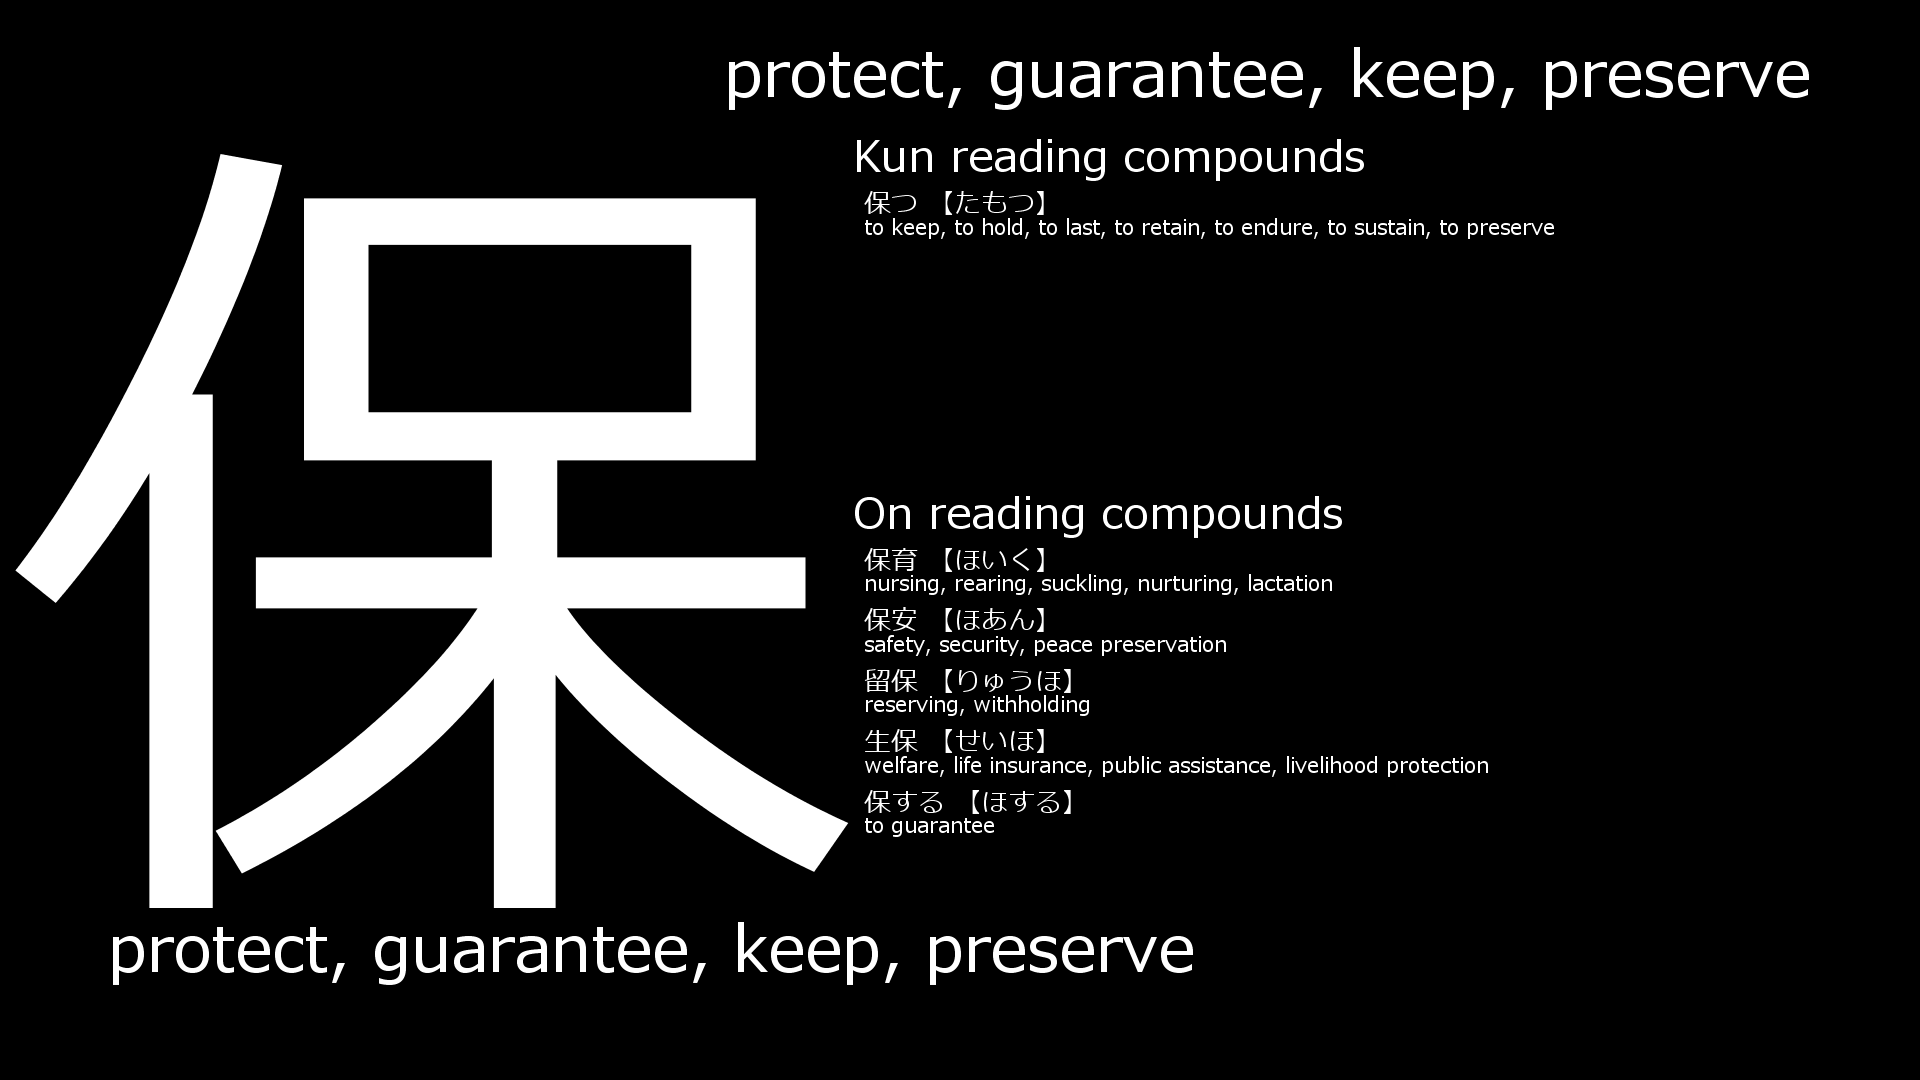 protect, guarantee, keep, preserve
保
Kun reading compounds
保つ 【たもつ】
to keep, to hold, to last, to retain, to endure, to sustain, to preserve
On reading compounds
保育 【ほいく】
nursing, rearing, suckling, nurturing, lactation
保安 【ほあん】
safety, security, peace preservation
留保 【りゅうほ】
reserving, withholding
生保 【せいほ】
welfare, life insurance, public assistance, livelihood protection
保する 【ほする】
to guarantee
protect, guarantee, keep, preserve